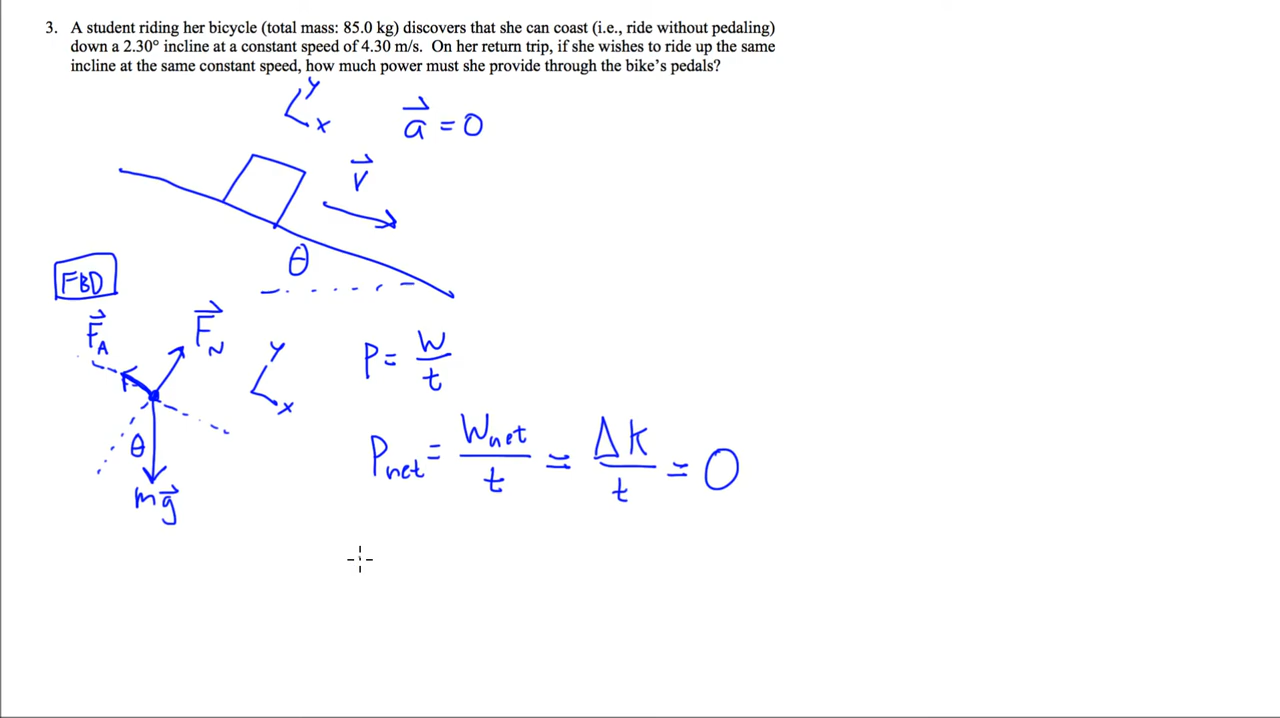 3. A student riding her bicycle (total mass: 85.0 kg) discovers that she can coast (i.e., ride without pedaling)
down a 2.30° incline at a constant speed of 4.30 m/s. On her return trip, if she wishes to ride up the same
incline at the same constant speed, how much power must she provide through the bike's pedals?
y
x
a⃗ = 0
v⃗
θ
FBD
F⃗_A
F⃗_N
y
x
θ
mg⃗
P = W/t
P_net = W_net/t = ΔK/t = 0